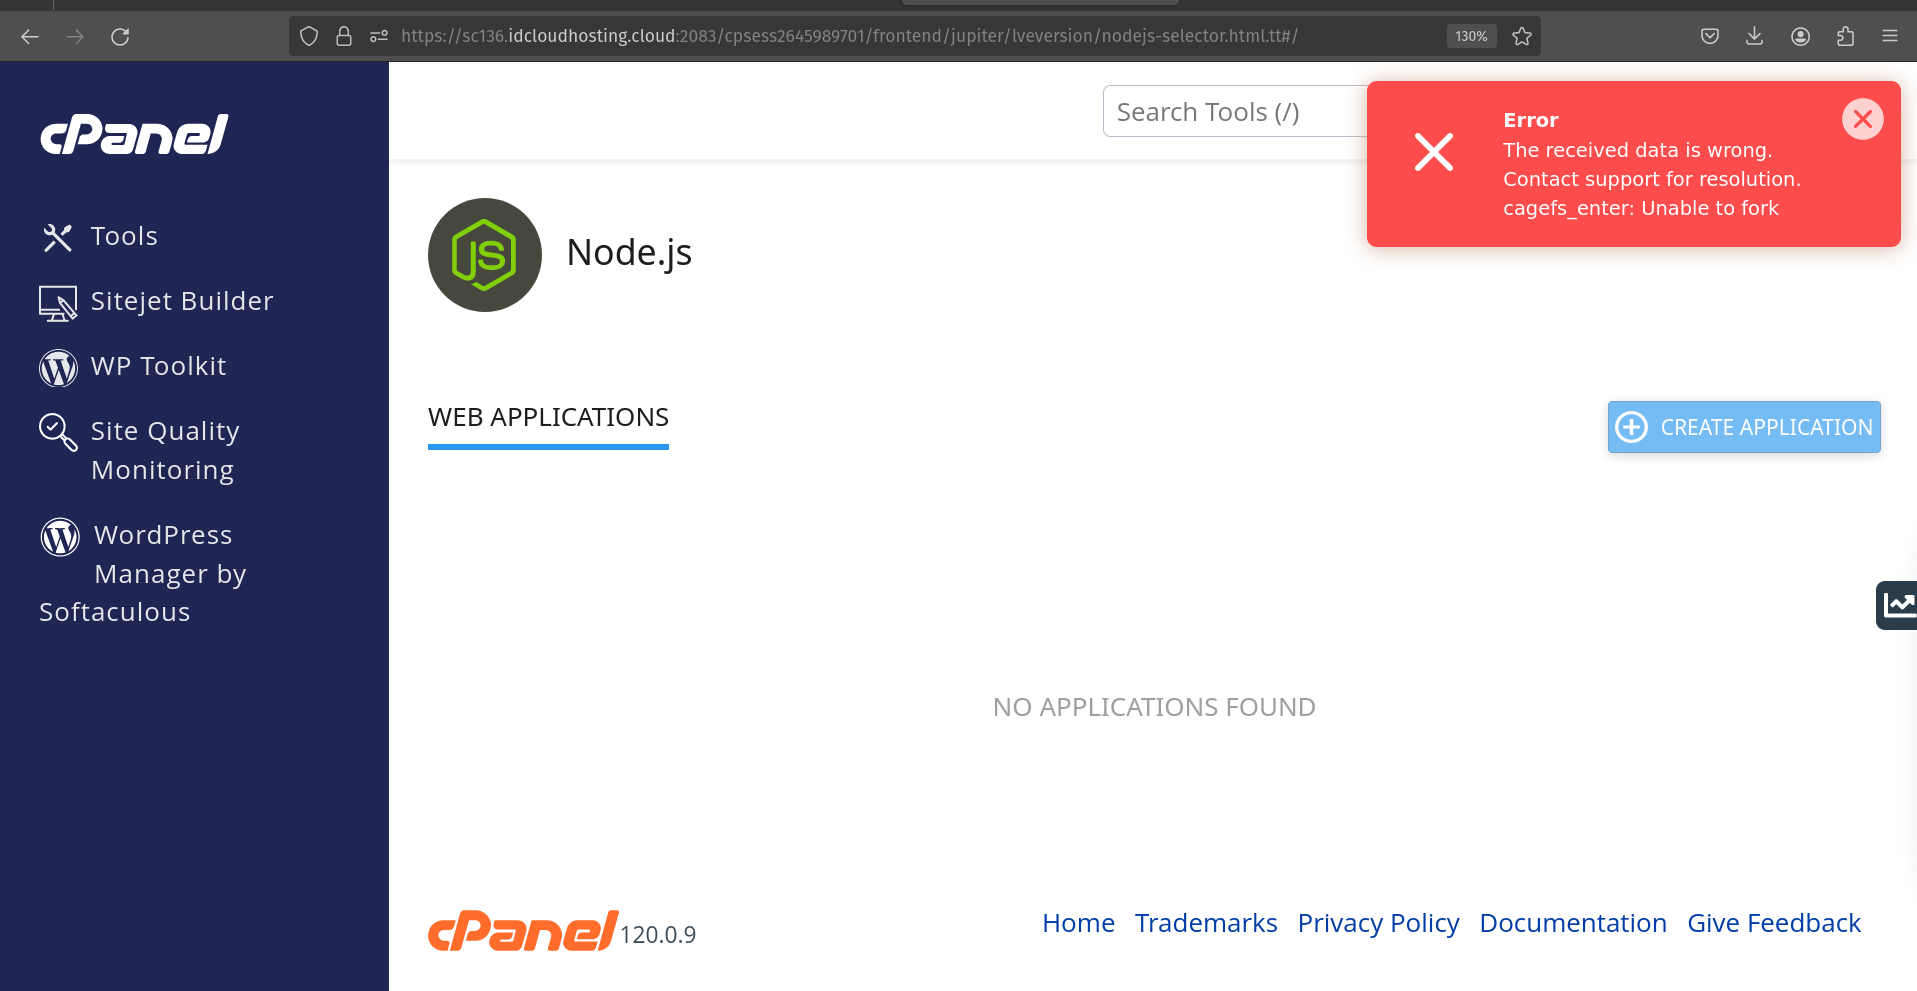 https://sc136.idcloudhosting.cloud:2083/cpsess2645989701/frontend/jupiter/lveversion/nodejs-selector.html.tt#/
130%
cPanel
Tools
Sitejet Builder
WP Toolkit
Site Quality
Monitoring
WordPress
Manager by
Softaculous
Search Tools (/)
Error
The received data is wrong.
Contact support for resolution.
cagefs_enter: Unable to fork
JS
Node.js
WEB APPLICATIONS
CREATE APPLICATION
NO APPLICATIONS FOUND
cPanel 120.0.9
Home Trademarks Privacy Policy Documentation Give Feedback